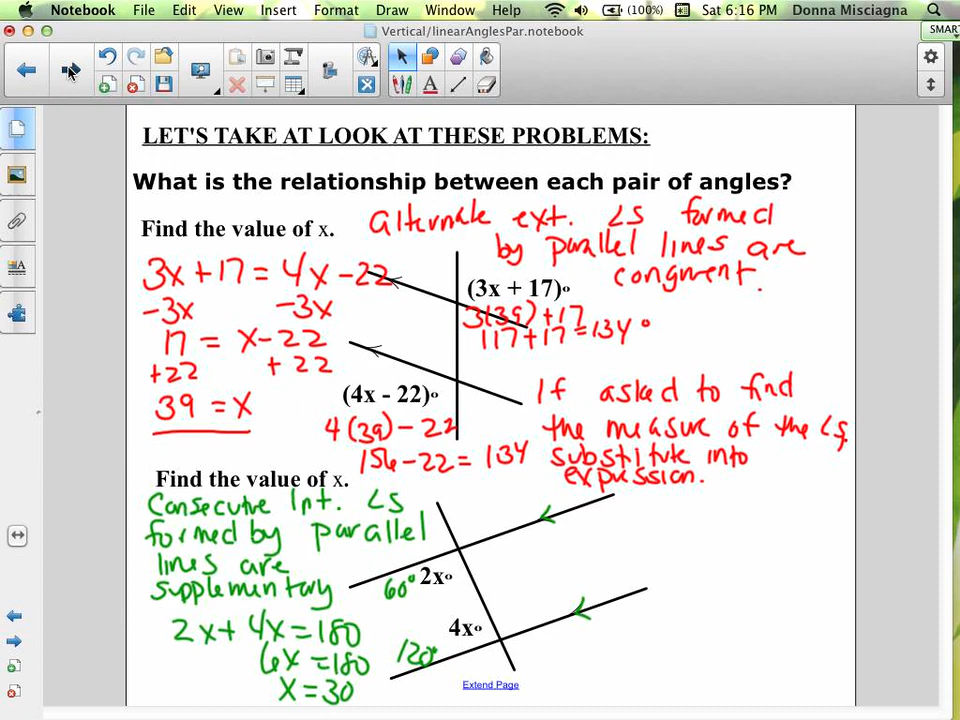 Notebook File Edit View Insert Format Draw Window Help (100%) Sat 6:16 PM Donna Misciagna
Vertical/linearAnglesPar.notebook
SMAR
LET'S TAKE AT LOOK AT THESE PROBLEMS:
What is the relationship between each pair of angles?
Find the value of x.
alternate ext. ∠s formed
by parallel lines are
congruent.
3x + 17 = 4x - 22
-3x -3x
17 = x - 22
+22 +22
39 = x
(3x + 17)°
3(39) + 17
117 + 17 = 134°
(4x - 22)°
4(39) - 22
156 - 22 = 134
If asked to find
the measure of the ∠s,
substitute into
expression.
Find the value of x.
Consecutive Int. ∠s
formed by parallel
lines are
supplementary
2x + 4x = 180
6x = 180
x = 30
60° 2x°
4x°
120°
Extend Page